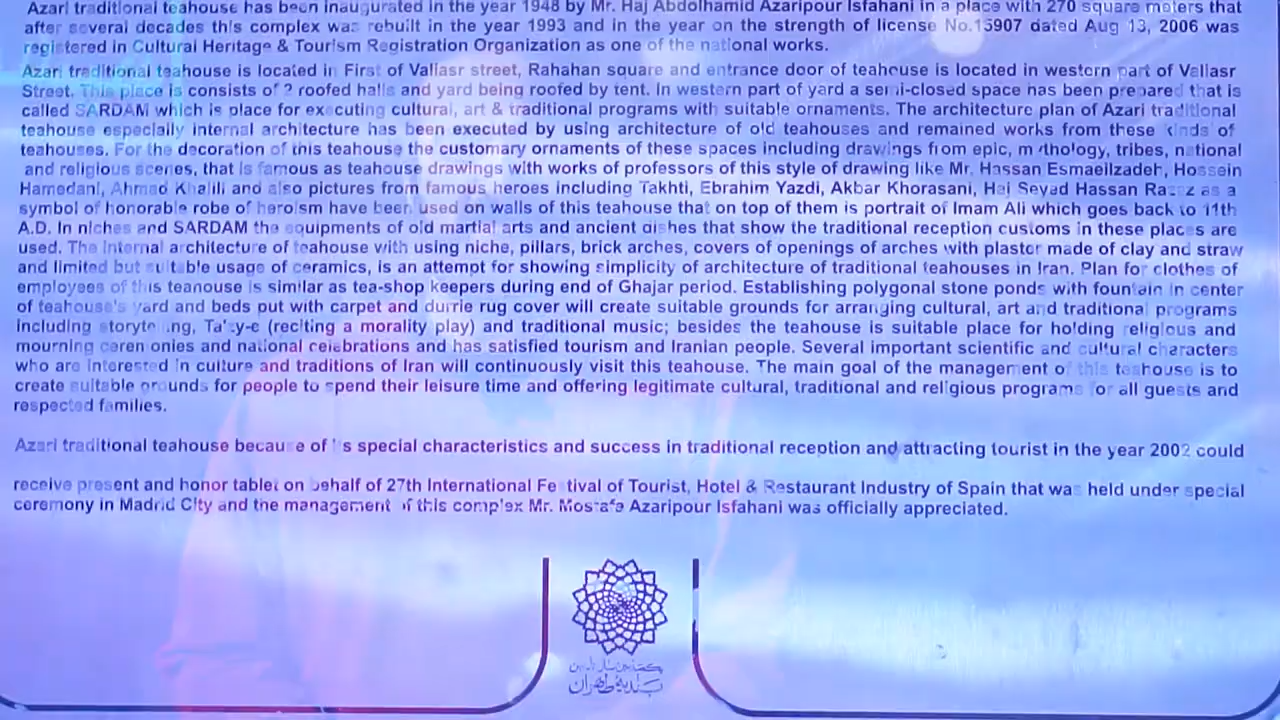 Azari traditional teahouse has been inaugurated in the year 1948 by Mr. Haj Abdolhamid Azaripour Isfahani in a place with 270 square meters that
after several decades this complex was rebuilt in the year 1993 and in the year on the strength of license No.15907 dated Aug 13, 2006 was
registered in Cultural Heritage & Tourism Registration Organization as one of the national works.
Azari traditional teahouse is located in First of Valiasr street, Rahahan square and entrance door of teahouse is located in western part of Valiasr
Street. This place is consists of 2 roofed halls and yard being roofed by tent. In western part of yard a semi-closed space has been prepared that is
called SARDAM which is place for executing cultural, art & traditional programs with suitable ornaments. The architecture plan of Azari traditional
teahouse especially internal architecture has been executed by using architecture of old teahouses and remained works from these kinds of
teahouses. For the decoration of this teahouse the customary ornaments of these spaces including drawings from epic, mythology, tribes, national
and religious scenes, that is famous as teahouse drawings with works of professors of this style of drawing like Mr. Hassan Esmaeilzadeh, Hossein
Hamedani, Ahmad Khalili and also pictures from famous heroes including Takhti, Ebrahim Yazdi, Akbar Khorasani, Haj Seyed Hassan Razaz as a
symbol of honorable robe of heroism have been used on walls of this teahouse that on top of them is portrait of Imam Ali which goes back to 11th
A.D. In niches and SARDAM the equipments of old martial arts and ancient dishes that show the traditional reception customs in these places are
used. The internal architecture of teahouse with using niche, pillars, brick arches, covers of openings of arches with plaster made of clay and straw
and limited but suitable usage of ceramics, is an attempt for showing simplicity of architecture of traditional teahouses in Iran. Plan for clothes of
employees of this teahouse is similar as tea-shop keepers during end of Ghajar period. Establishing polygonal stone ponds with fountain in center
of teahouse's yard and beds put with carpet and durrie rug cover will create suitable grounds for arranging cultural, art and traditional programs
including storytelling, Ta'zy-e (reciting a morality play) and traditional music; besides the teahouse is suitable place for holding religious and
mourning ceremonies and national celebrations and has satisfied tourism and Iranian people. Several important scientific and cultural characters
who are interested in culture and traditions of Iran will continuously visit this teahouse. The main goal of the management of this teahouse is to
create suitable grounds for people to spend their leisure time and offering legitimate cultural, traditional and religious programs for all guests and
respected families.
Azari traditional teahouse because of its special characteristics and success in traditional reception and attracting tourist in the year 2002 could
receive present and honor tablet on behalf of 27th International Festival of Tourist, Hotel & Restaurant Industry of Spain that was held under special
ceremony in Madrid City and the management of this complex Mr. Mostafa Azaripour Isfahani was officially appreciated.